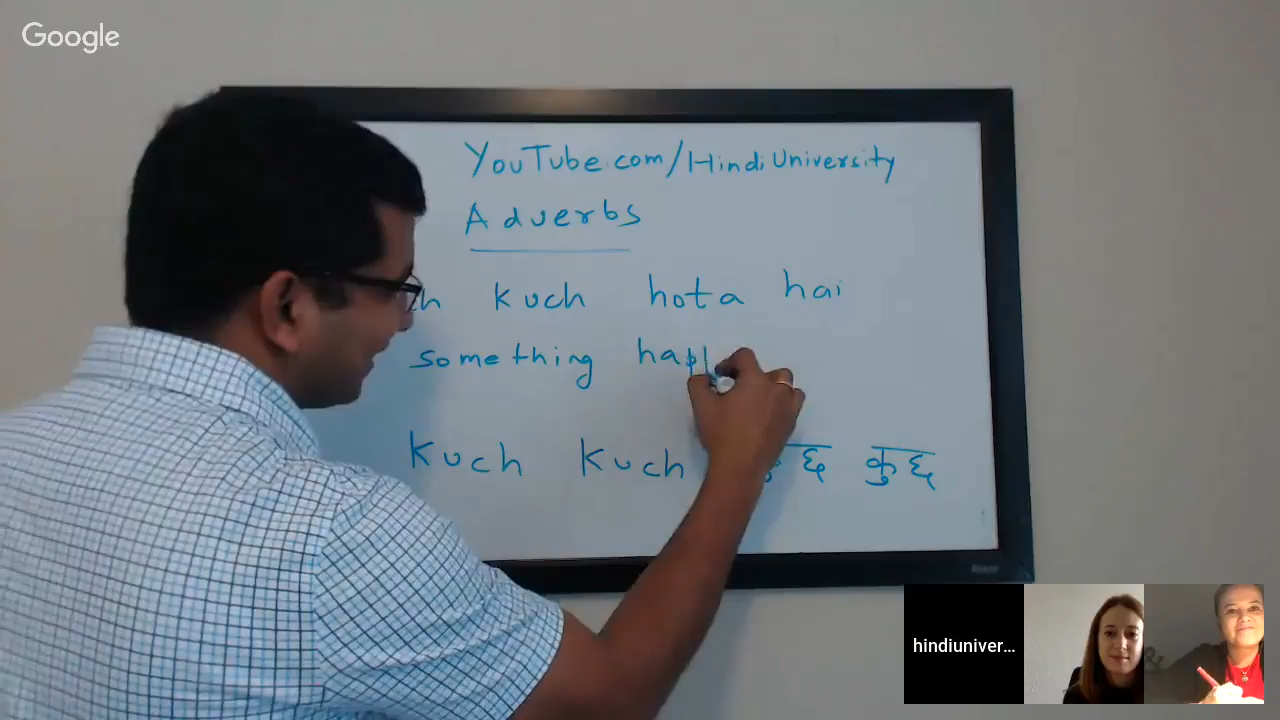 Google
YouTube.com/HindiUniversity
Adverbs
kuch hota hai
something
Kuch Kuch कुछ
hindiuniver...